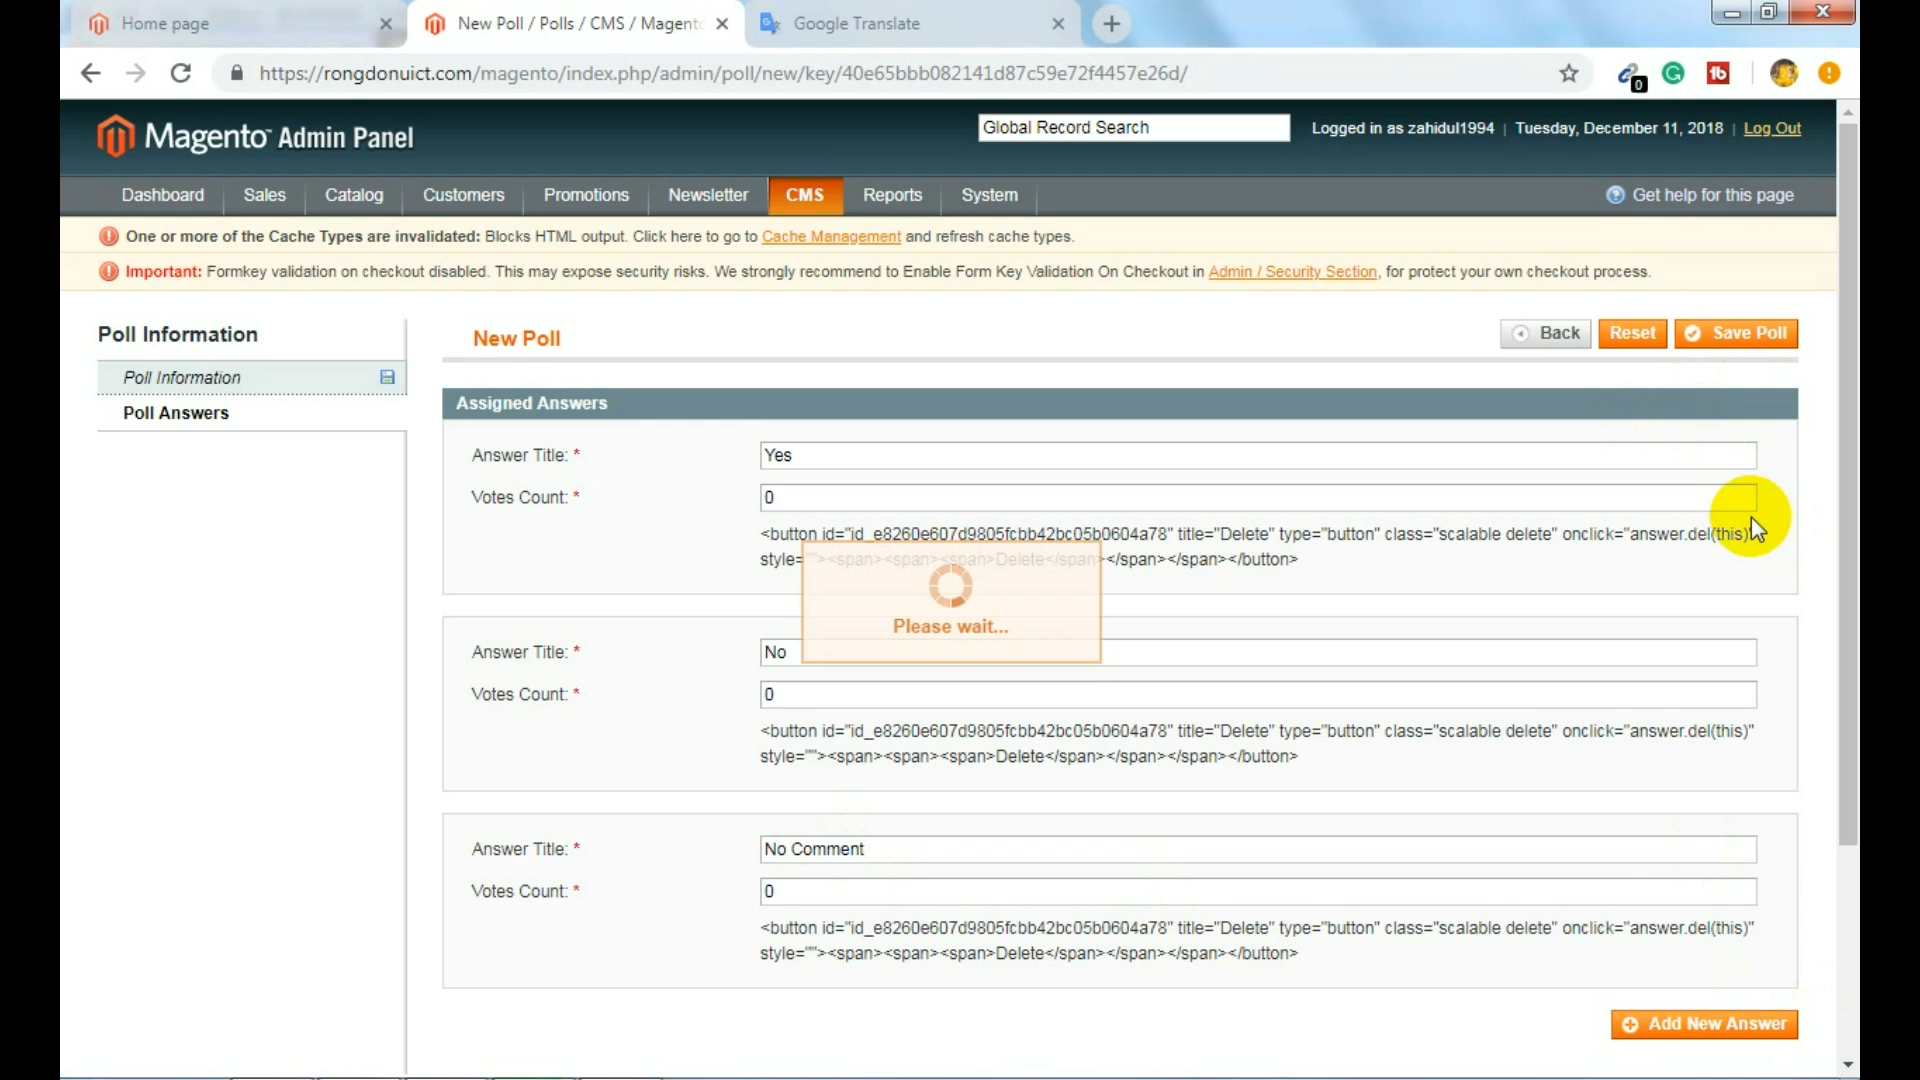 Home page
New Poll / Polls / CMS / Magento
Google Translate
https://rongdonuict.com/magento/index.php/admin/poll/new/key/40e65bbb082141d87c59e72f4457e26d/
0
Magento Admin Panel
Global Record Search
Logged in as zahidul1994 | Tuesday, December 11, 2018 | Log Out
Dashboard Sales Catalog Customers Promotions Newsletter CMS Reports System
Get help for this page
One or more of the Cache Types are invalidated: Blocks HTML output. Click here to go to Cache Management and refresh cache types.
Important: Formkey validation on checkout disabled. This may expose security risks. We strongly recommend to Enable Form Key Validation On Checkout in Admin / Security Section, for protect your own checkout process.
Poll Information
Poll Information
Poll Answers
New Poll
Back Reset Save Poll
Assigned Answers
Answer Title: * Yes
Votes Count: * 0
<button id="id_e8260e607d9805fcbb42bc05b0604a78" title="Delete" type="button" class="scalable delete" onclick="answer.del(this)"
style=""><span><span><span>Delete</span></span></span></button>
Please wait...
Answer Title: * No
Votes Count: * 0
<button id="id_e8260e607d9805fcbb42bc05b0604a78" title="Delete" type="button" class="scalable delete" onclick="answer.del(this)"
style=""><span><span><span>Delete</span></span></span></button>
Answer Title: * No Comment
Votes Count: * 0
<button id="id_e8260e607d9805fcbb42bc05b0604a78" title="Delete" type="button" class="scalable delete" onclick="answer.del(this)"
style=""><span><span><span>Delete</span></span></span></button>
Add New Answer